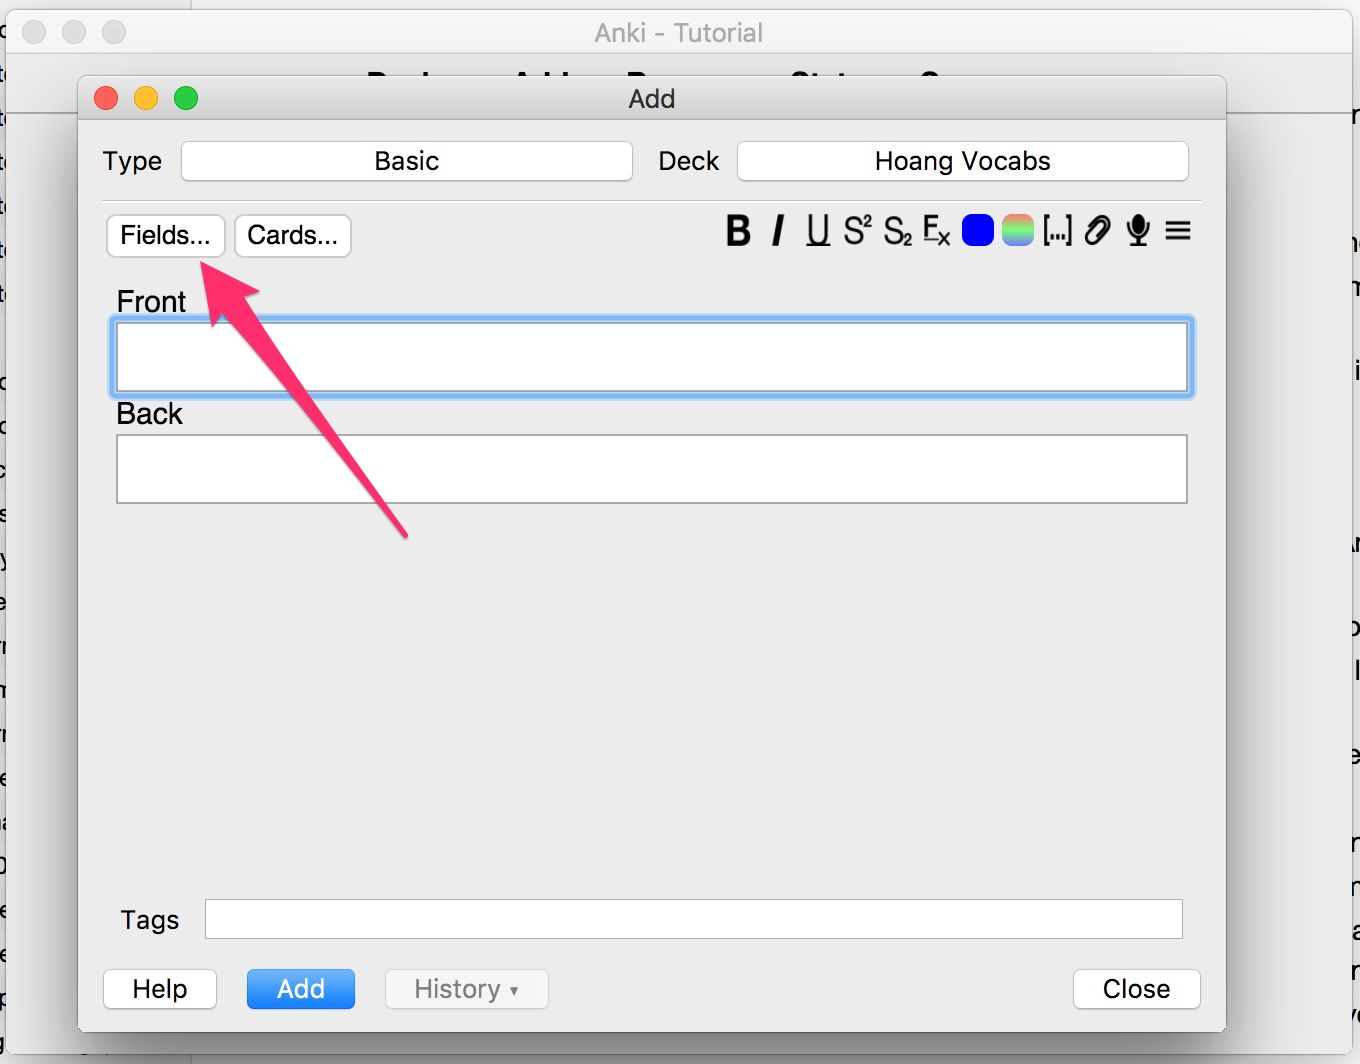 Anki - Tutorial
Add
Type Basic Deck Hoang Vocabs
Fields... Cards... B I U S² S₂ Ex [...]
Front
Back
Tags
Help Add History ▾ Close